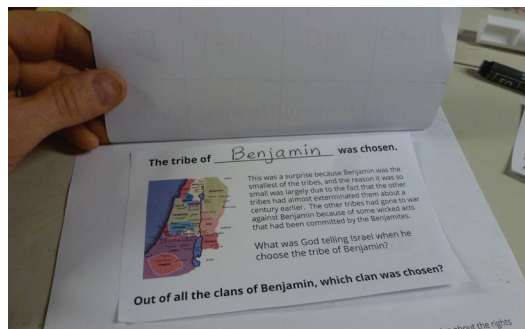 The tribe of Benjamin was chosen.
This was a surprise because Benjamin was the
smallest of the tribes, and the reason it was so
small was largely due to the fact that the other
tribes had almost exterminated them about a
century earlier. The other tribes had gone to war
against Benjamin because of some wicked acts
that had been committed by the Benjamites.
What was God telling Israel when he
choose the tribe of Benjamin?
Out of all the clans of Benjamin, which clan was chosen?
about the rights